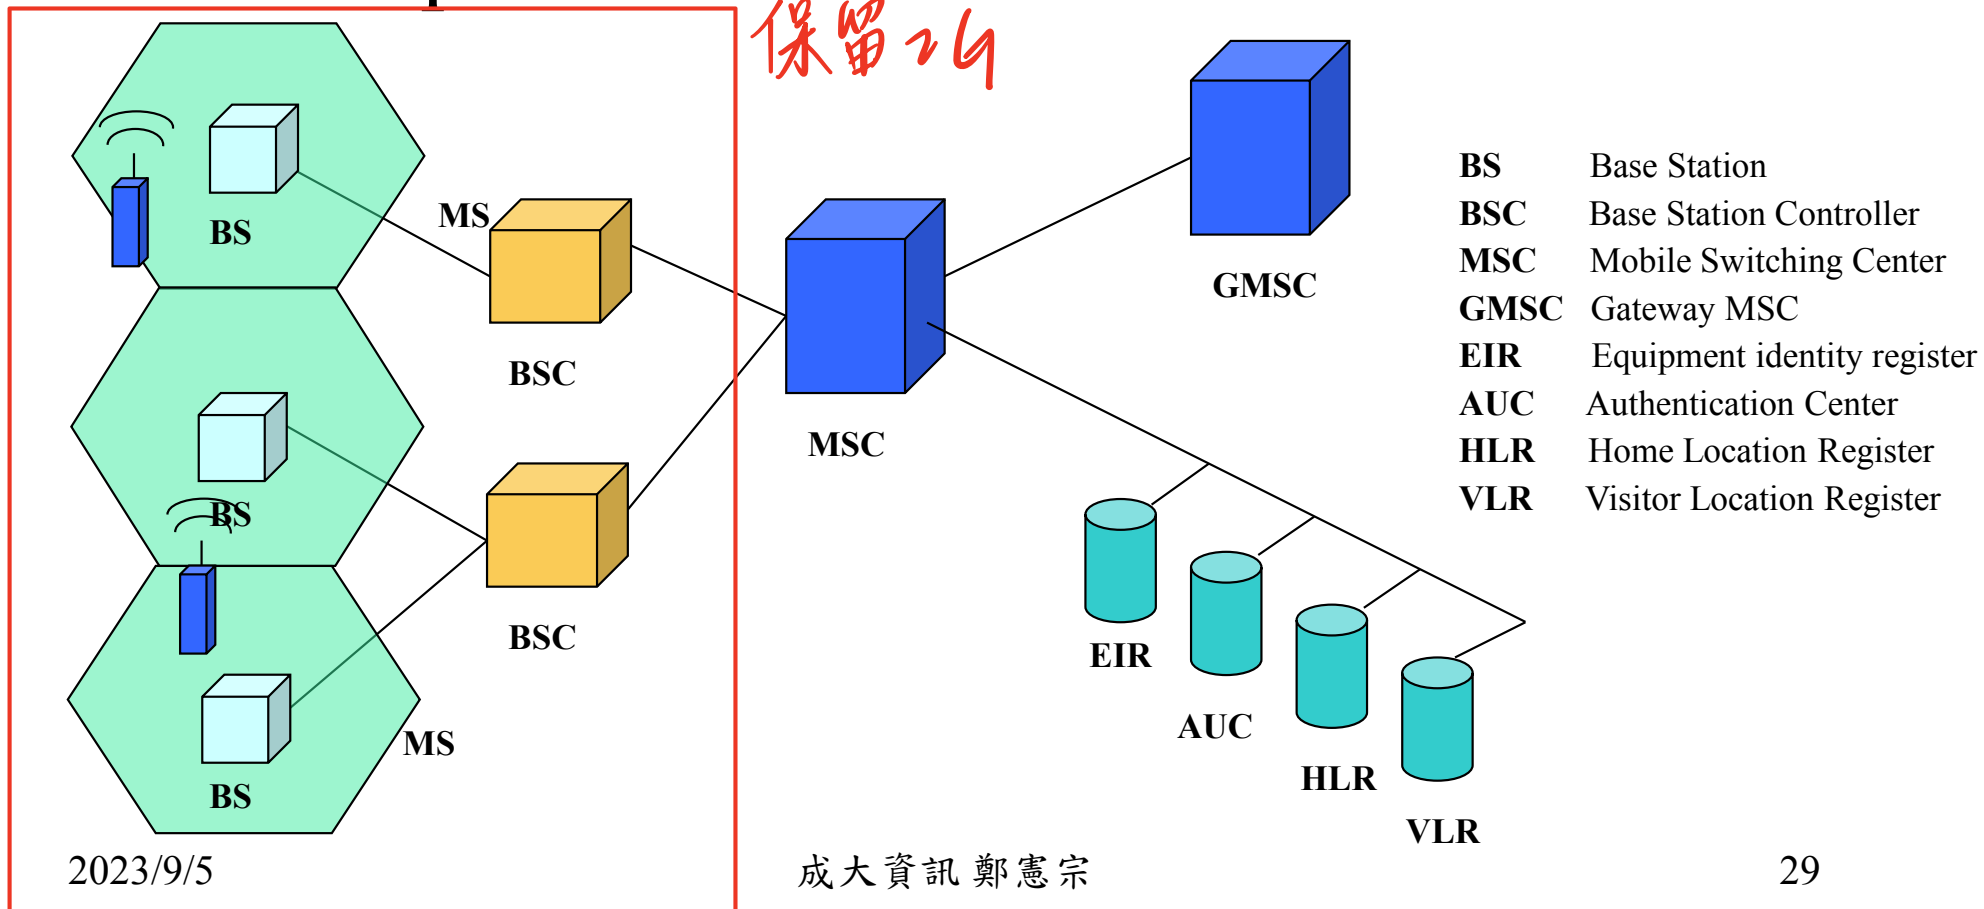 保留2G
BS
MS
BSC
BS
BSC
BS
MS
MSC
GMSC
EIR
AUC
HLR
VLR
BS Base Station
BSC Base Station Controller
MSC Mobile Switching Center
GMSC Gateway MSC
EIR Equipment identity register
AUC Authentication Center
HLR Home Location Register
VLR Visitor Location Register
2023/9/5
成大資訊 鄭憲宗
29